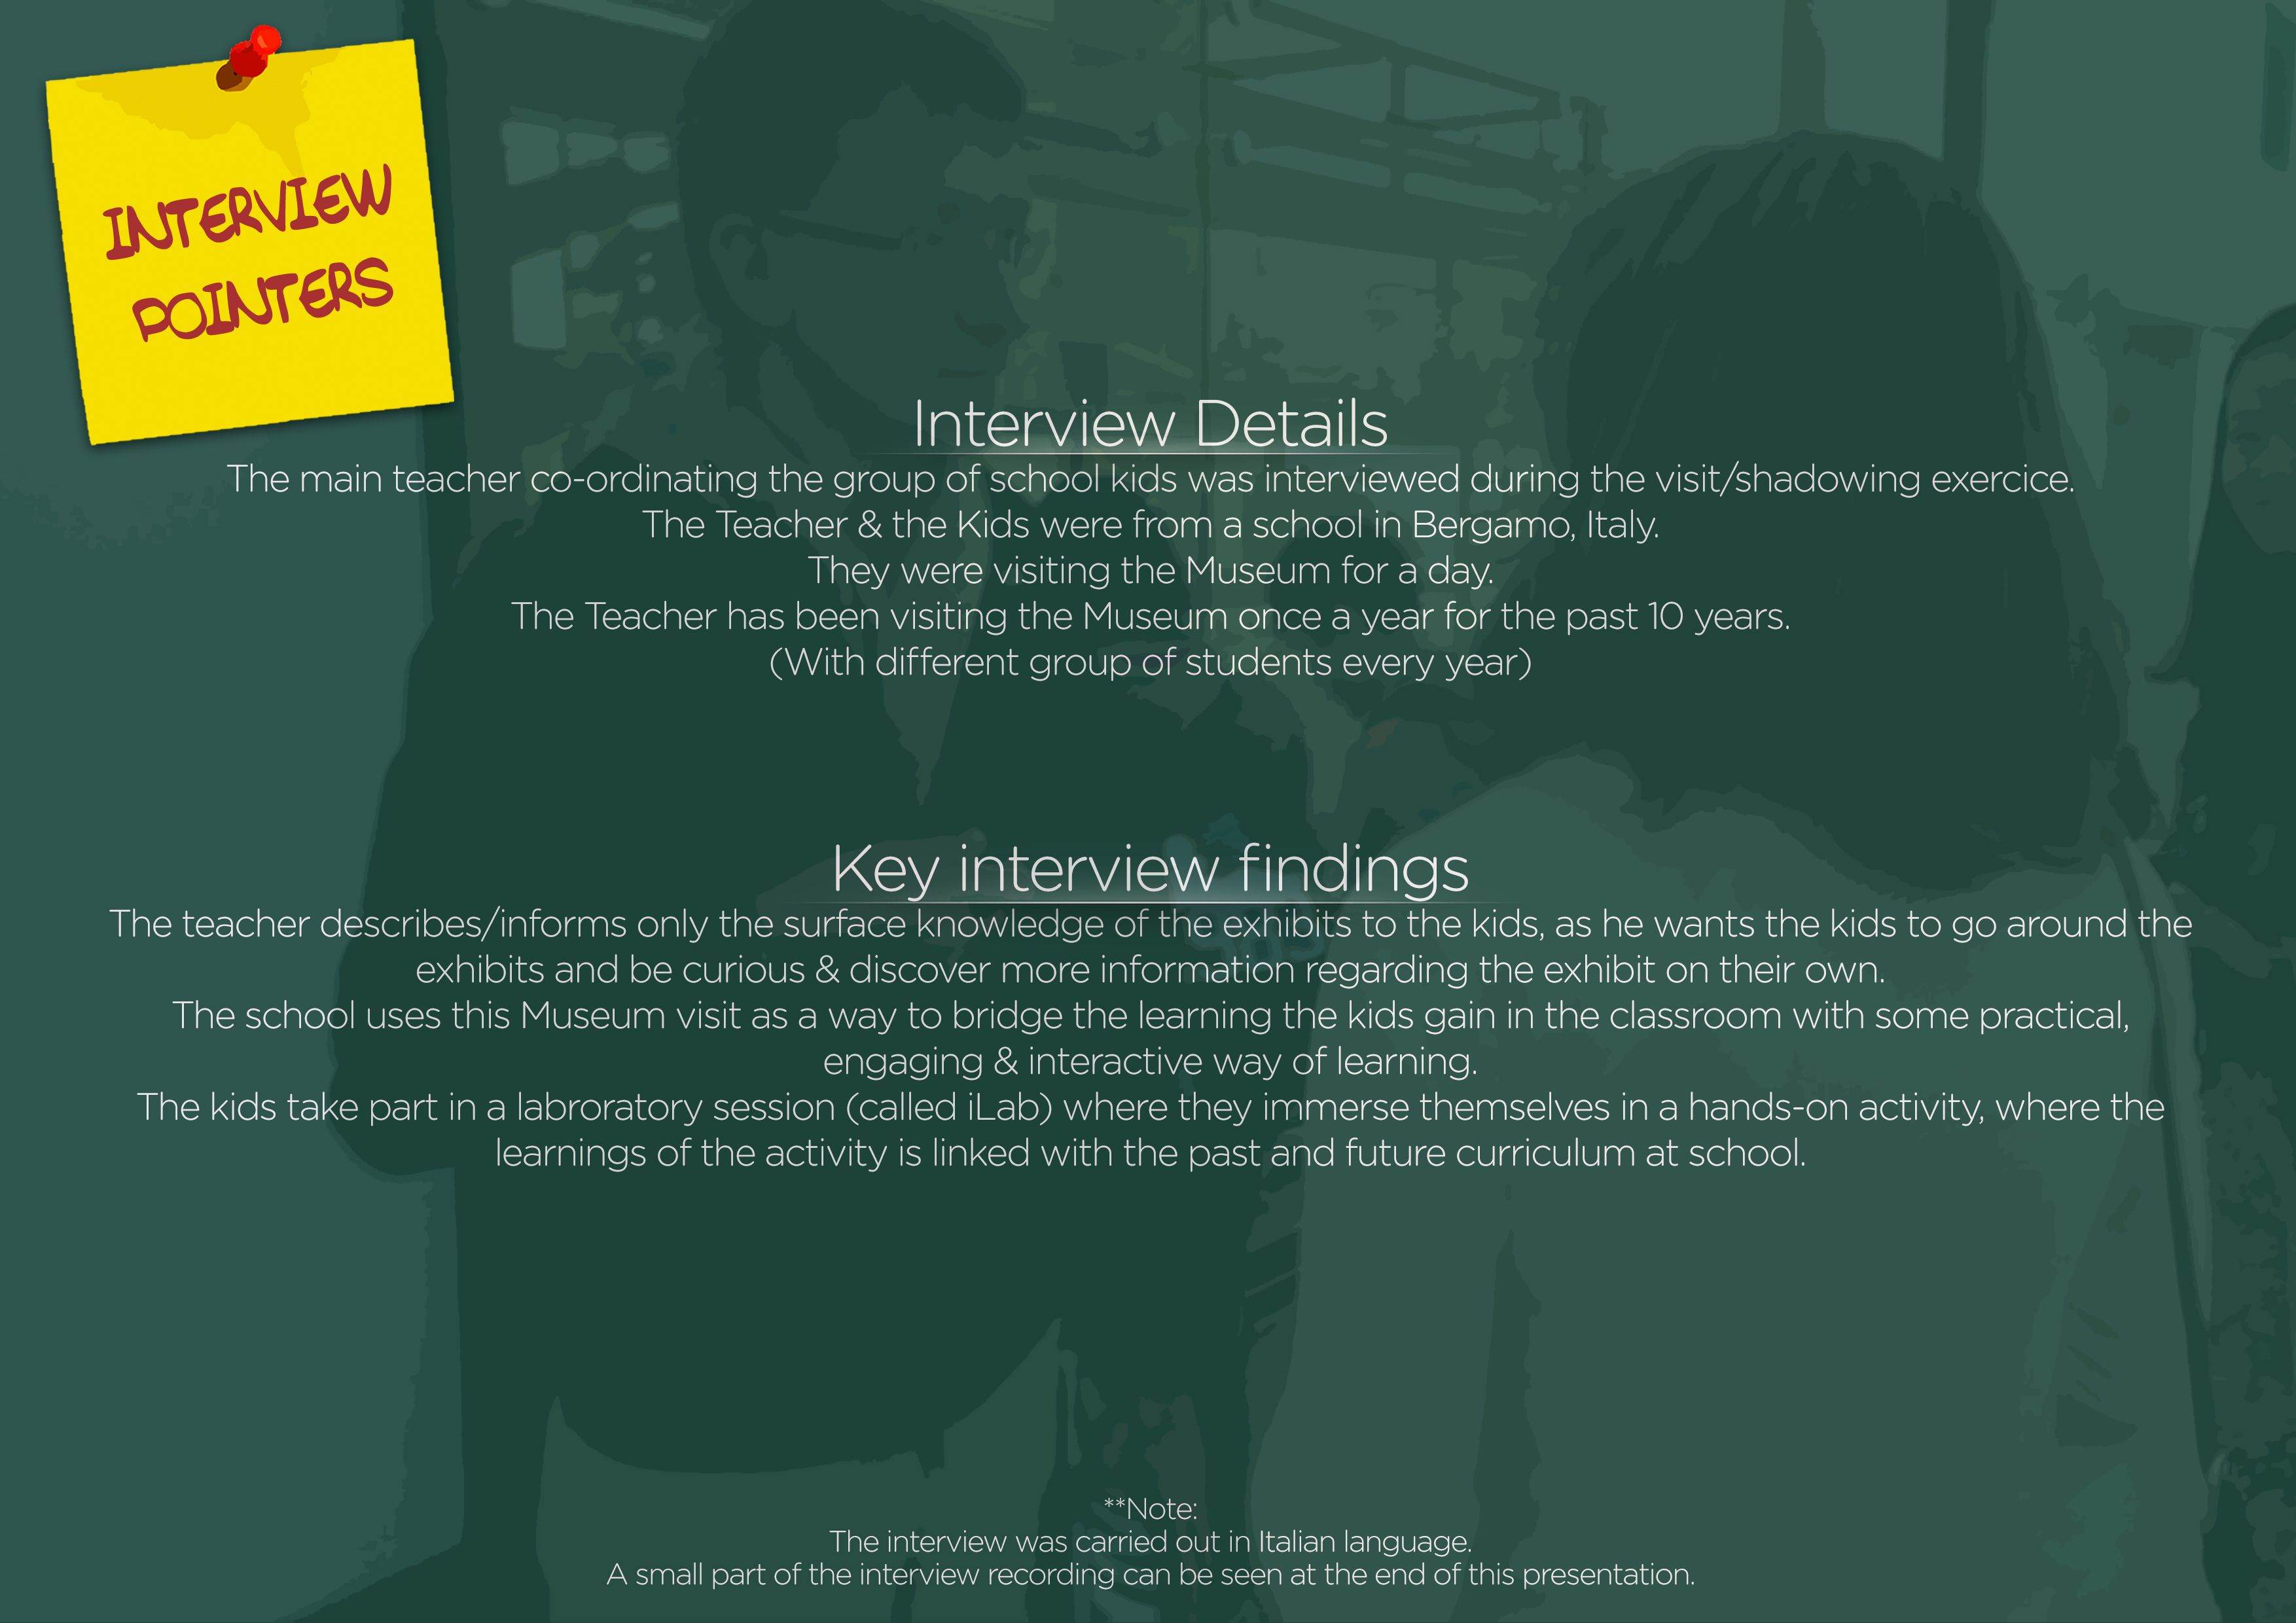 INTERVIEW
POINTERS
Interview Details
The main teacher co-ordinating the group of school kids was interviewed during the visit/shadowing exercice.
The Teacher & the Kids were from a school in Bergamo, Italy.
They were visiting the Museum for a day.
The Teacher has been visiting the Museum once a year for the past 10 years.
(With different group of students every year)
Key interview findings
The teacher describes/informs only the surface knowledge of the exhibits to the kids, as he wants the kids to go around the
exhibits and be curious & discover more information regarding the exhibit on their own.
The school uses this Museum visit as a way to bridge the learning the kids gain in the classroom with some practical,
engaging & interactive way of learning.
The kids take part in a labroratory session (called iLab) where they immerse themselves in a hands-on activity, where the
learnings of the activity is linked with the past and future curriculum at school.
**Note:
The interview was carried out in Italian language.
A small part of the interview recording can be seen at the end of this presentation.